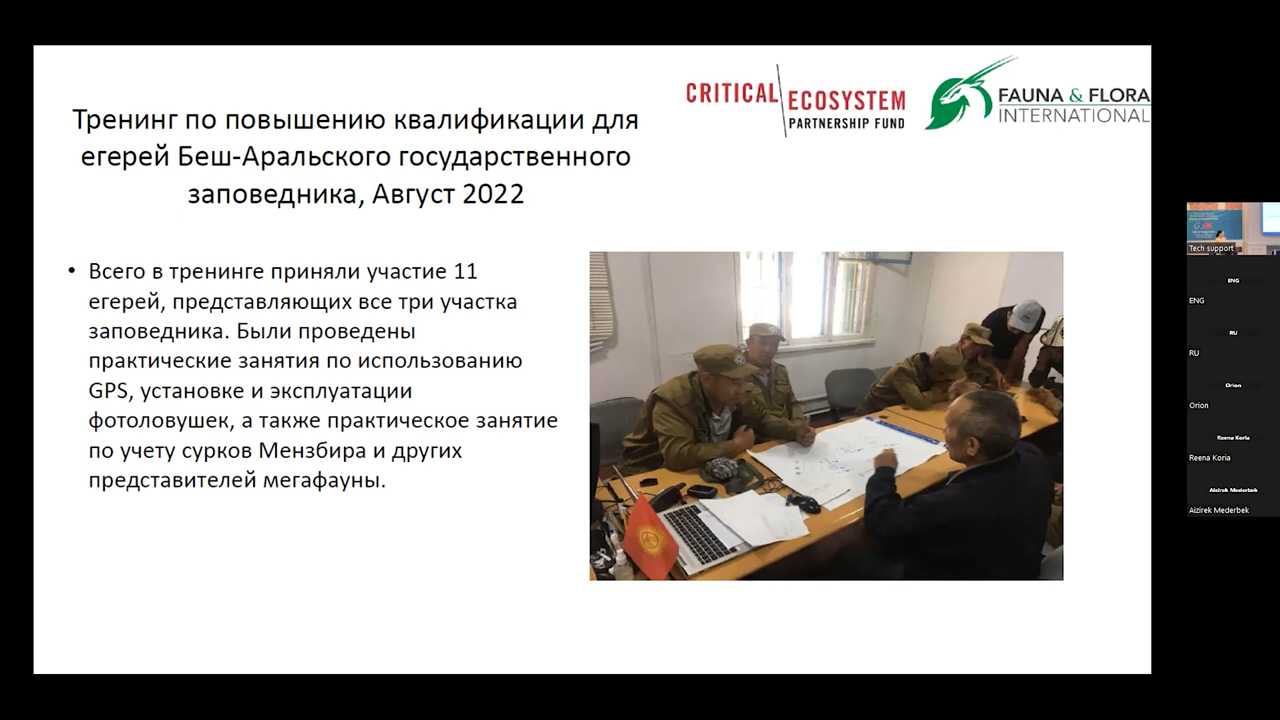 CRITICAL
ECOSYSTEM
PARTNERSHIP FUND
FAUNA & FLORA
INTERNATIONAL
Тренинг по повышению квалификации для
егерей Беш-Аральского государственного
заповедника, Август 2022
• Всего в тренинге приняли участие 11
егерей, представляющих все три участка
заповедника. Были проведены
практические занятия по использованию
GPS, установке и эксплуатации
фотоловушек, а также практическое занятие
по учету сурков Мензбира и других
представителей мегафауны.
Tech support
ENG
ENG
RU
RU
Orion
Orion
Reena Koria
Reena Koria
Aizirek Mederbek
Aizirek Mederbek